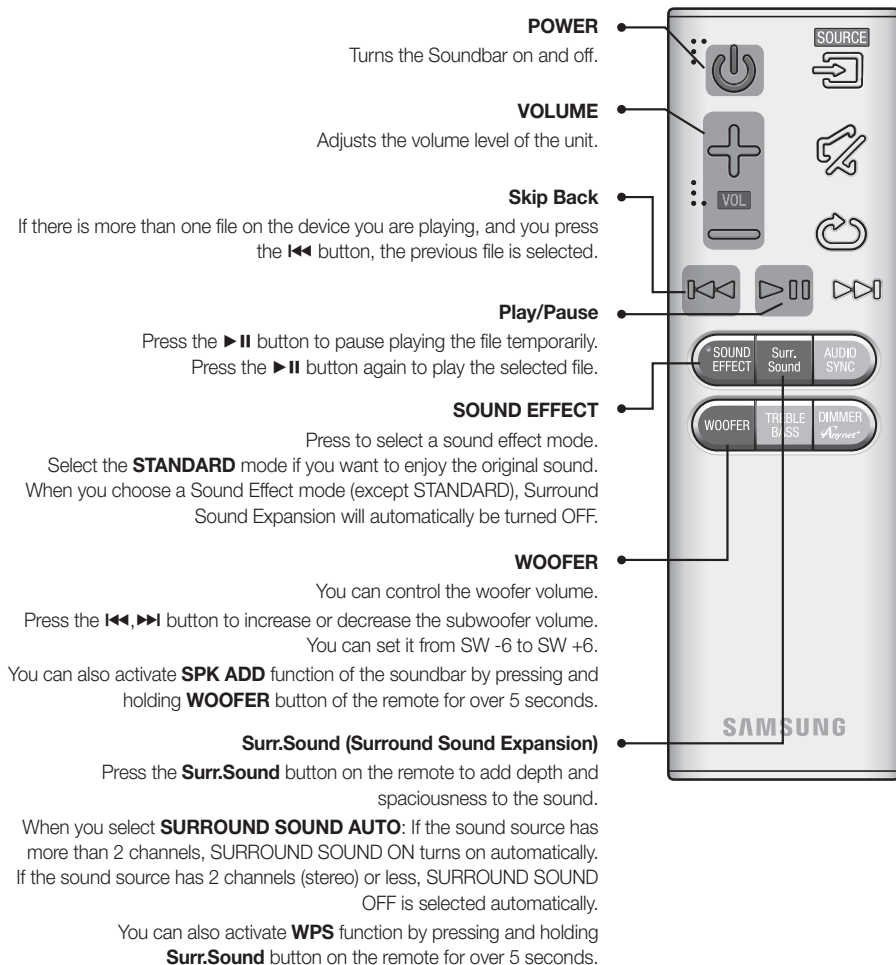 POWER
Turns the Soundbar on and off.
VOLUME
Adjusts the volume level of the unit.
Skip Back
If there is more than one file on the device you are playing, and you press
the I◄◄ button, the previous file is selected.
Play/Pause
Press the ►II button to pause playing the file temporarily.
Press the ►II button again to play the selected file.
SOUND EFFECT
Press to select a sound effect mode.
Select the STANDARD mode if you want to enjoy the original sound.
When you choose a Sound Effect mode (except STANDARD), Surround
Sound Expansion will automatically be turned OFF.
WOOFER
You can control the woofer volume.
Press the I◄◄,►►I button to increase or decrease the subwoofer volume.
You can set it from SW -6 to SW +6.
You can also activate SPK ADD function of the soundbar by pressing and
holding WOOFER button of the remote for over 5 seconds.
Surr.Sound (Surround Sound Expansion)
Press the Surr.Sound button on the remote to add depth and
spaciousness to the sound.
When you select SURROUND SOUND AUTO: If the sound source has
more than 2 channels, SURROUND SOUND ON turns on automatically.
If the sound source has 2 channels (stereo) or less, SURROUND SOUND
OFF is selected automatically.
You can also activate WPS function by pressing and holding
Surr.Sound button on the remote for over 5 seconds.
SOURCE
VOL
*SOUND
EFFECT
Surr.
Sound
AUDIO
SYNC
WOOFER
TREBLE
BASS
DIMMER
Anynet+
SAMSUNG